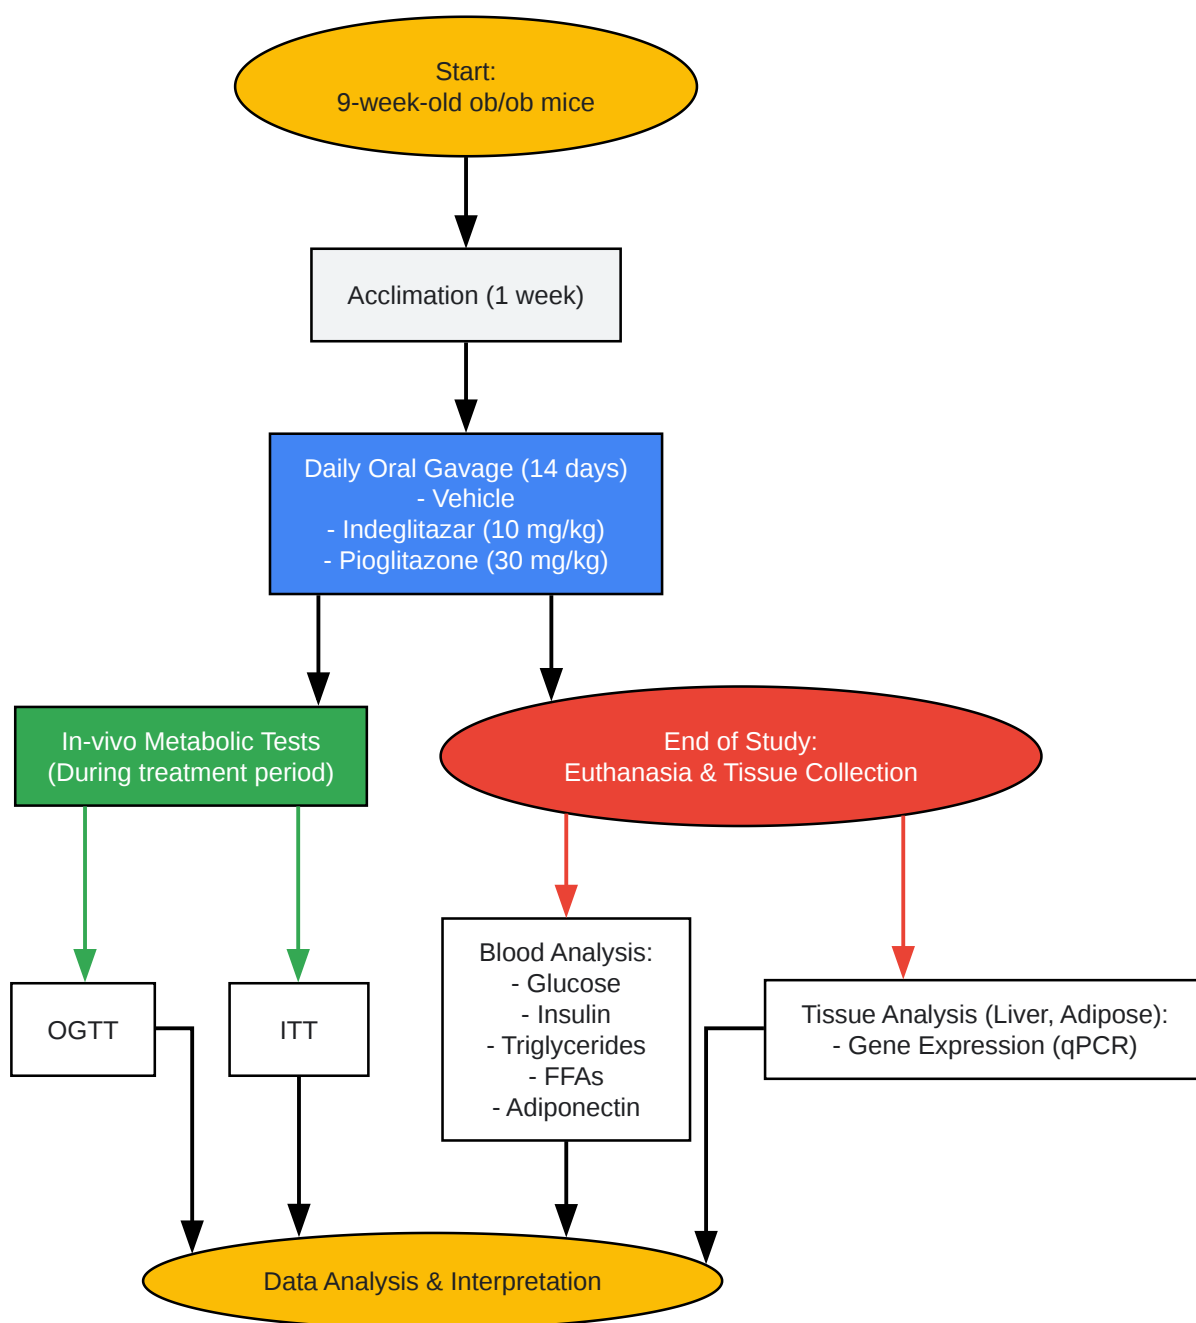 Start:
9-week-old ob/ob mice
Acclimation (1 week)
Daily Oral Gavage (14 days)
- Vehicle
- Indeglitazar (10 mg/kg)
- Pioglitazone (30 mg/kg)
In-vivo Metabolic Tests
(During treatment period)
End of Study:
Euthanasia & Tissue Collection
OGTT
ITT
Blood Analysis:
- Glucose
- Insulin
- Triglycerides
- FFAs
- Adiponectin
Tissue Analysis (Liver, Adipose):
- Gene Expression (qPCR)
Data Analysis & Interpretation